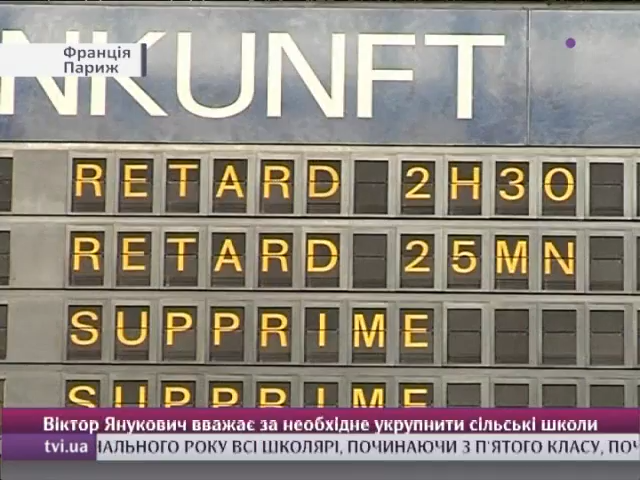 Франція
Париж
NKUNFT
RETARD 2H30
RETARD 25MN
SUPPRIME
SUPPRIME
Віктор Янукович вважає за необхідне укрупнити сільські школи
tvi.ua АЛЬНОГО РОКУ ВСІ ШКОЛЯРІ, ПОЧИНАЮЧИ З П'ЯТОГО КЛАСУ, ПОЧ